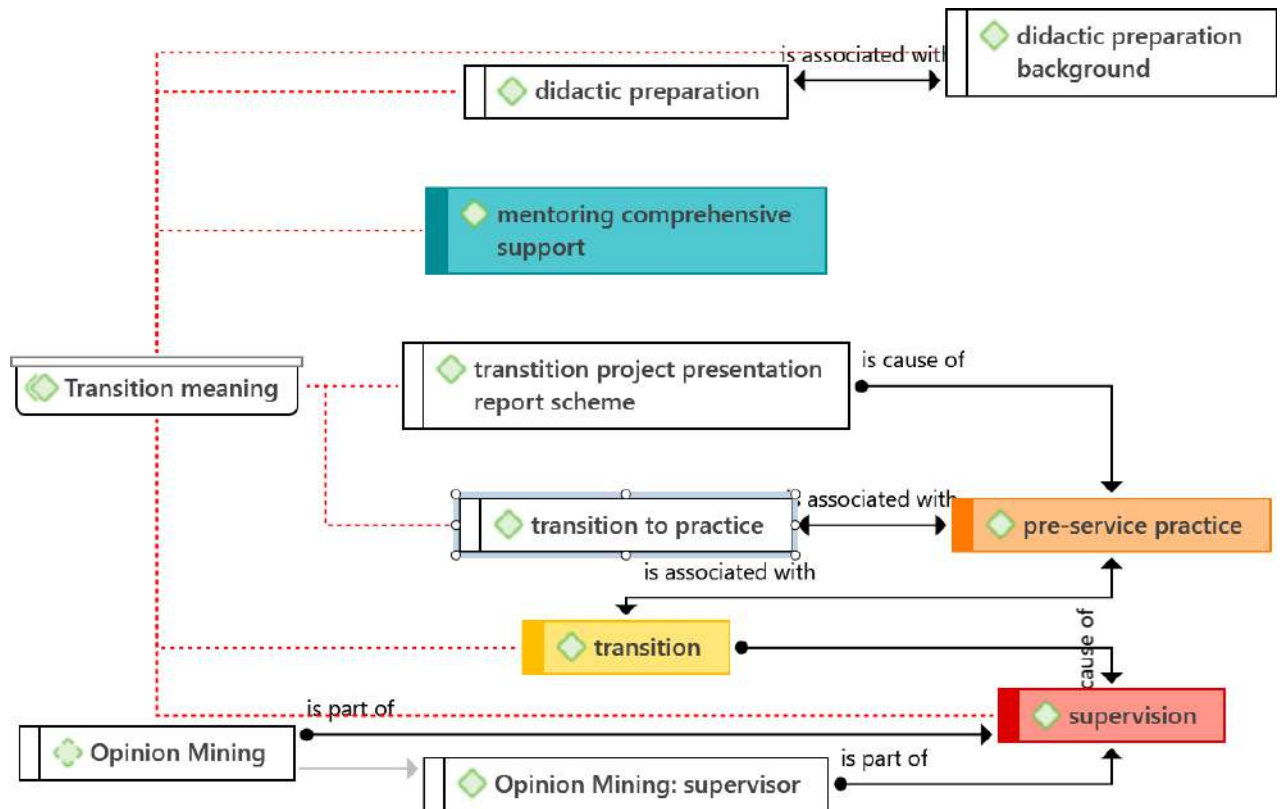 didactic preparation
background
is associated with
didactic preparation
mentoring comprehensive
support
transtition project presentation
report scheme
is cause of
Transition meaning
is associated with
transition to practice
pre-service practice
is associated with
transition
cause of
is part of
supervision
Opinion Mining
is part of
Opinion Mining: supervisor